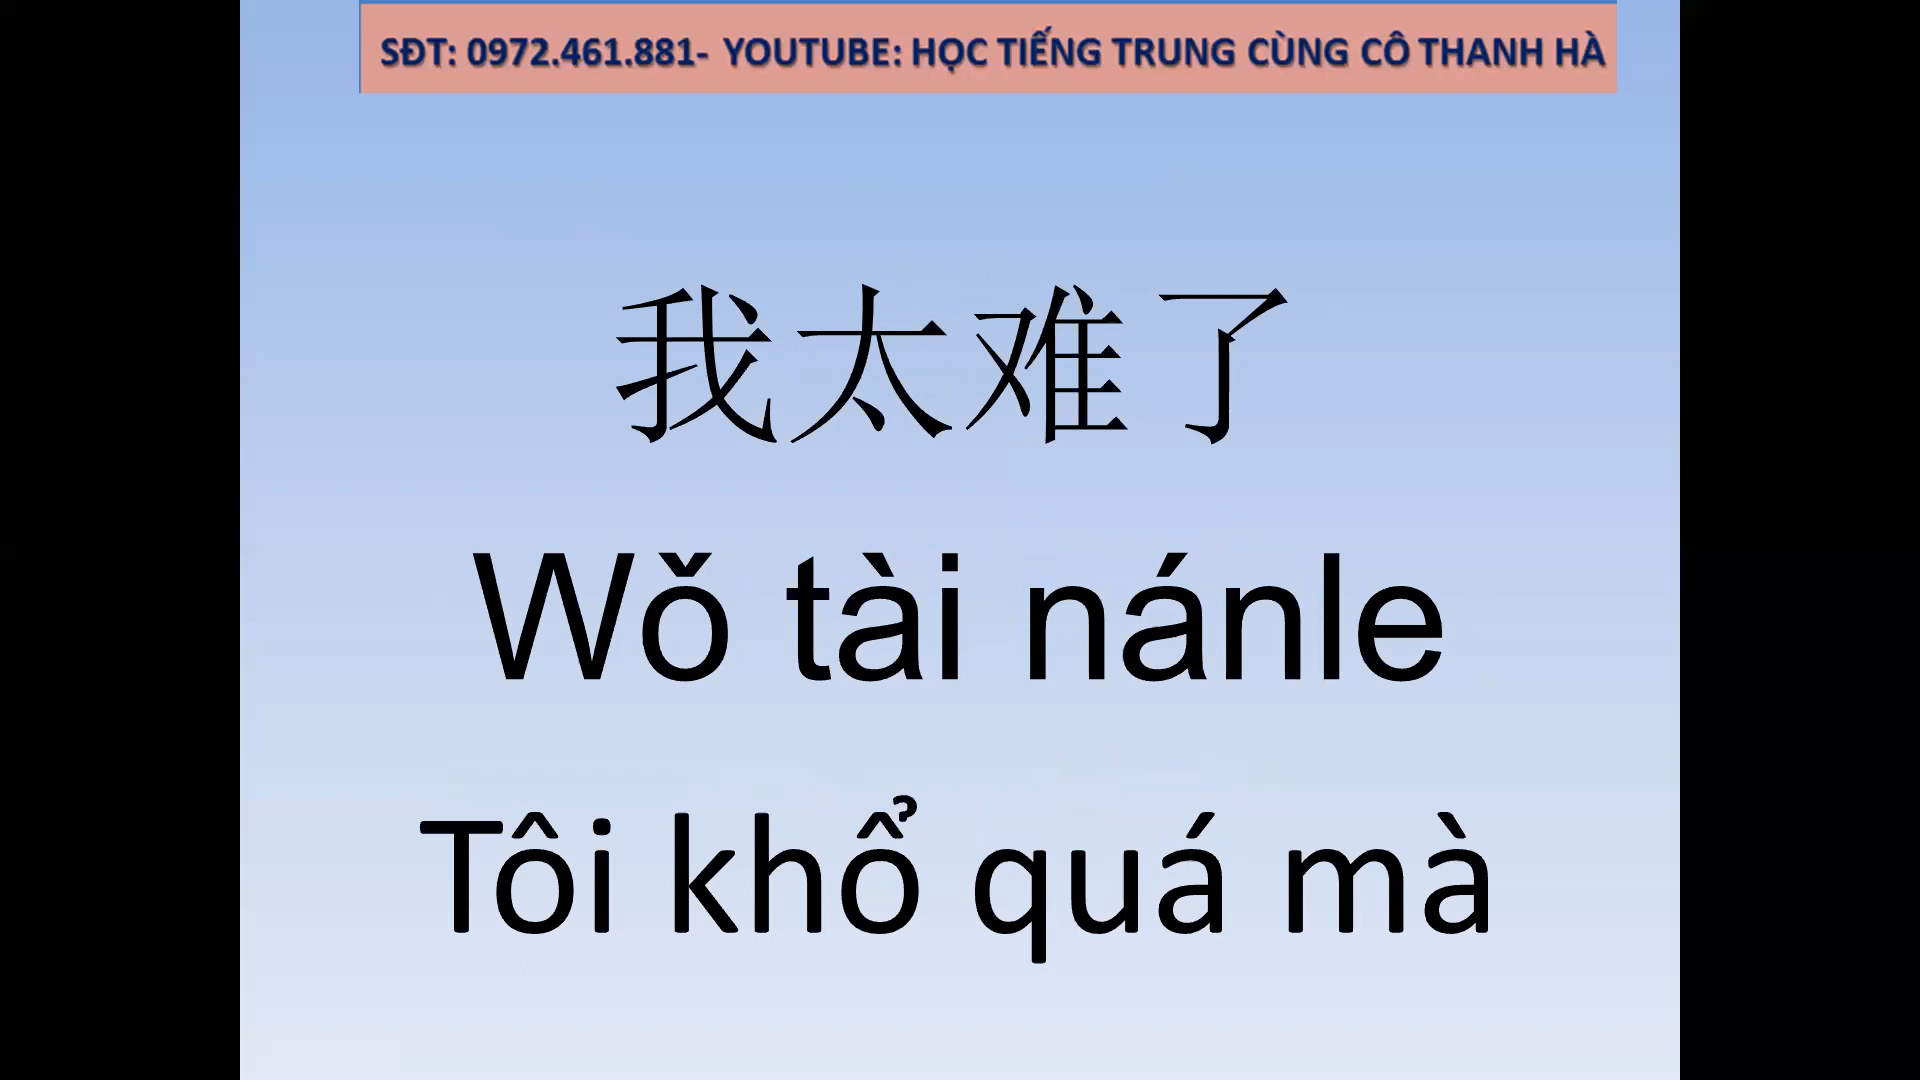 SĐT: 0972.461.881- YOUTUBE: HỌC TIẾNG TRUNG CÙNG CÔ THANH HÀ
我太难了
Wǒ tài nánle
Tôi khổ quá mà